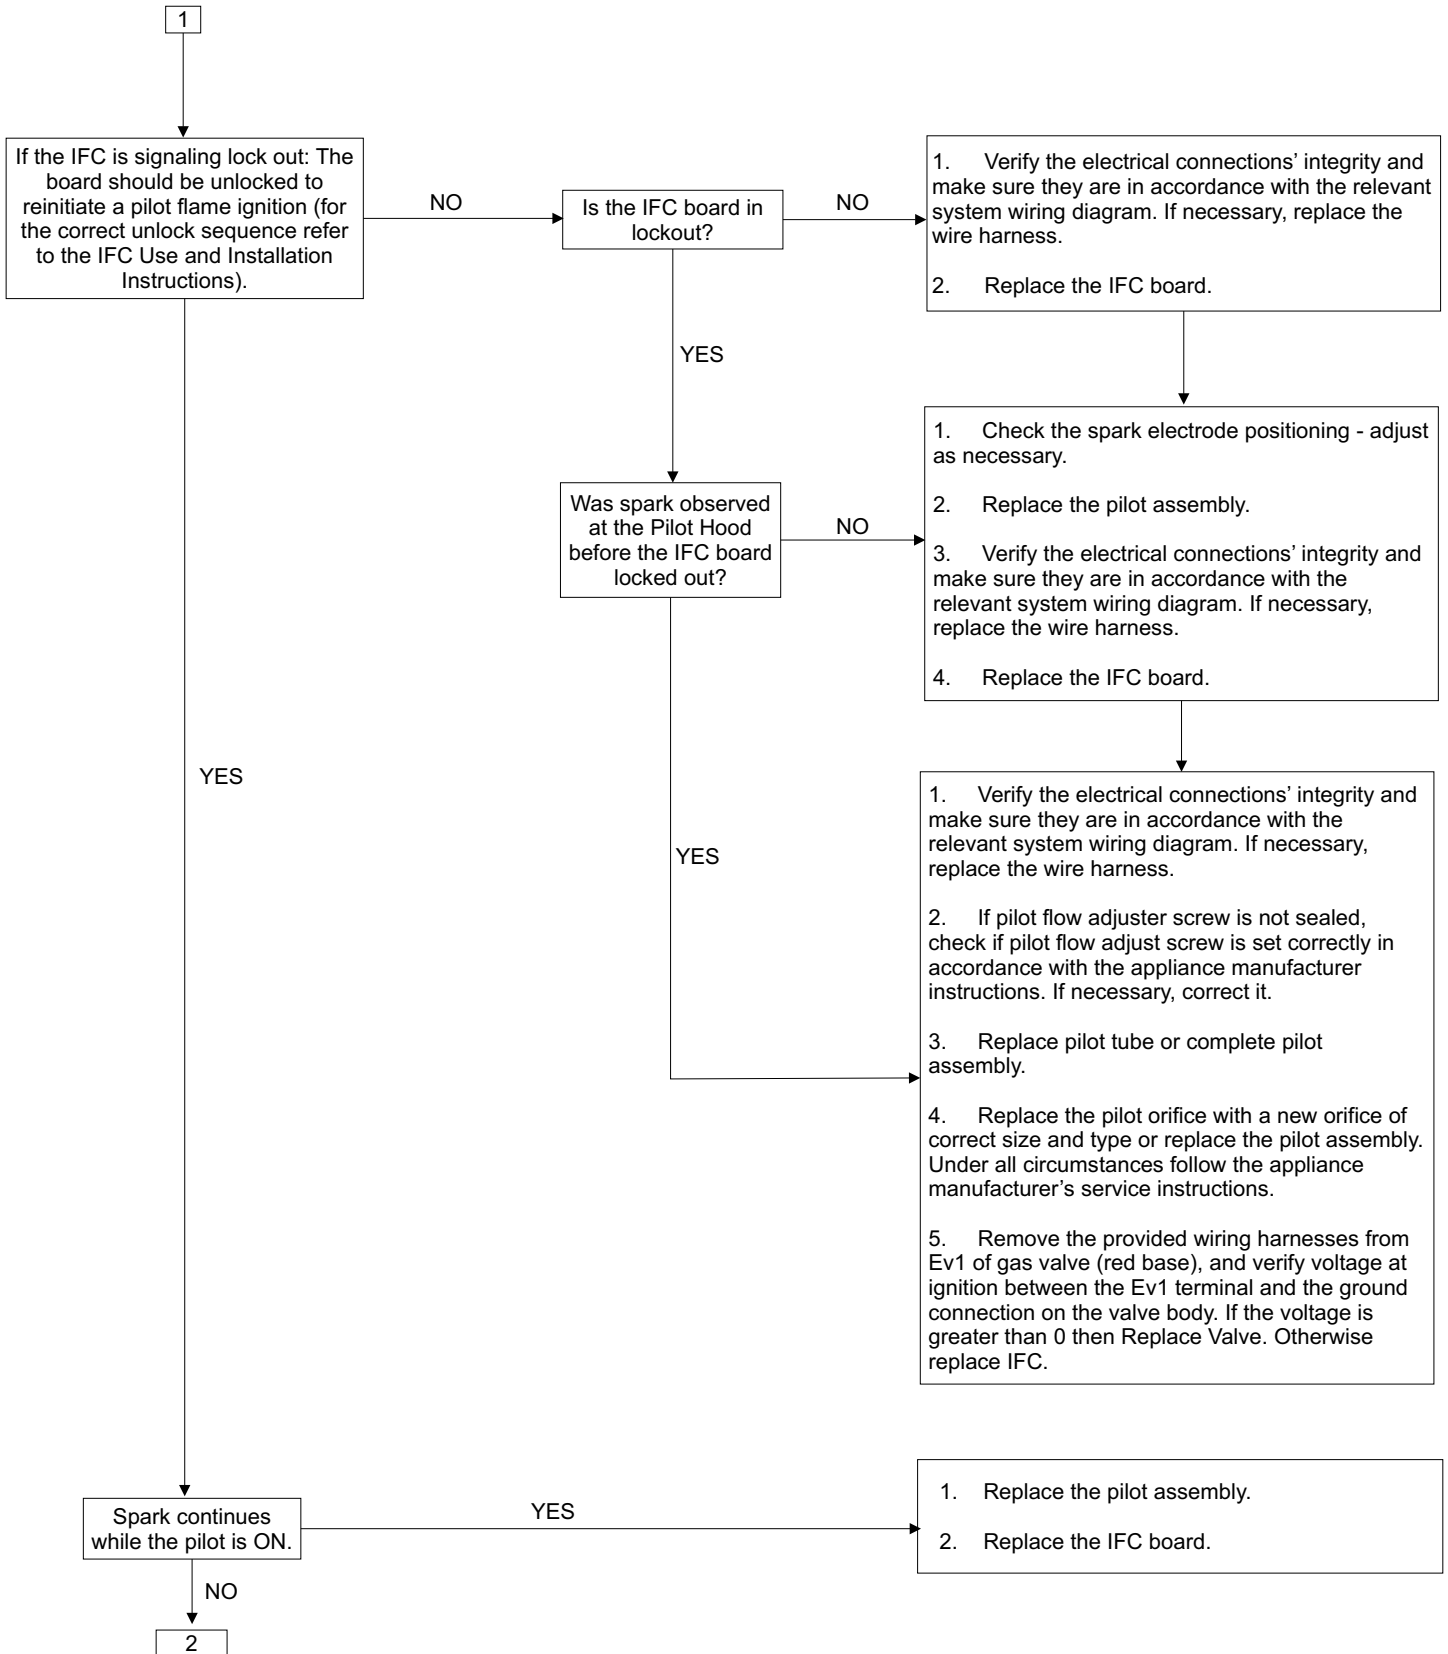 1
If the IFC is signaling lock out: The
board should be unlocked to
reinitiate a pilot flame ignition (for
the correct unlock sequence refer
to the IFC Use and Installation
Instructions).
NO
Is the IFC board in
lockout?
NO
1. Verify the electrical connections’ integrity and
make sure they are in accordance with the relevant
system wiring diagram. If necessary, replace the
wire harness.
2. Replace the IFC board.
YES
Was spark observed
at the Pilot Hood
before the IFC board
locked out?
NO
1. Check the spark electrode positioning - adjust
as necessary.
2. Replace the pilot assembly.
3. Verify the electrical connections’ integrity and
make sure they are in accordance with the
relevant system wiring diagram. If necessary,
replace the wire harness.
4. Replace the IFC board.
YES
YES
1. Verify the electrical connections’ integrity and
make sure they are in accordance with the
relevant system wiring diagram. If necessary,
replace the wire harness.
2. If pilot flow adjuster screw is not sealed,
check if pilot flow adjust screw is set correctly in
accordance with the appliance manufacturer
instructions. If necessary, correct it.
3. Replace pilot tube or complete pilot
assembly.
4. Replace the pilot orifice with a new orifice of
correct size and type or replace the pilot assembly.
Under all circumstances follow the appliance
manufacturer’s service instructions.
5. Remove the provided wiring harnesses from
Ev1 of gas valve (red base), and verify voltage at
ignition between the Ev1 terminal and the ground
connection on the valve body. If the voltage is
greater than 0 then Replace Valve. Otherwise
replace IFC.
Spark continues
while the pilot is ON.
YES
1. Replace the pilot assembly.
2. Replace the IFC board.
NO
2